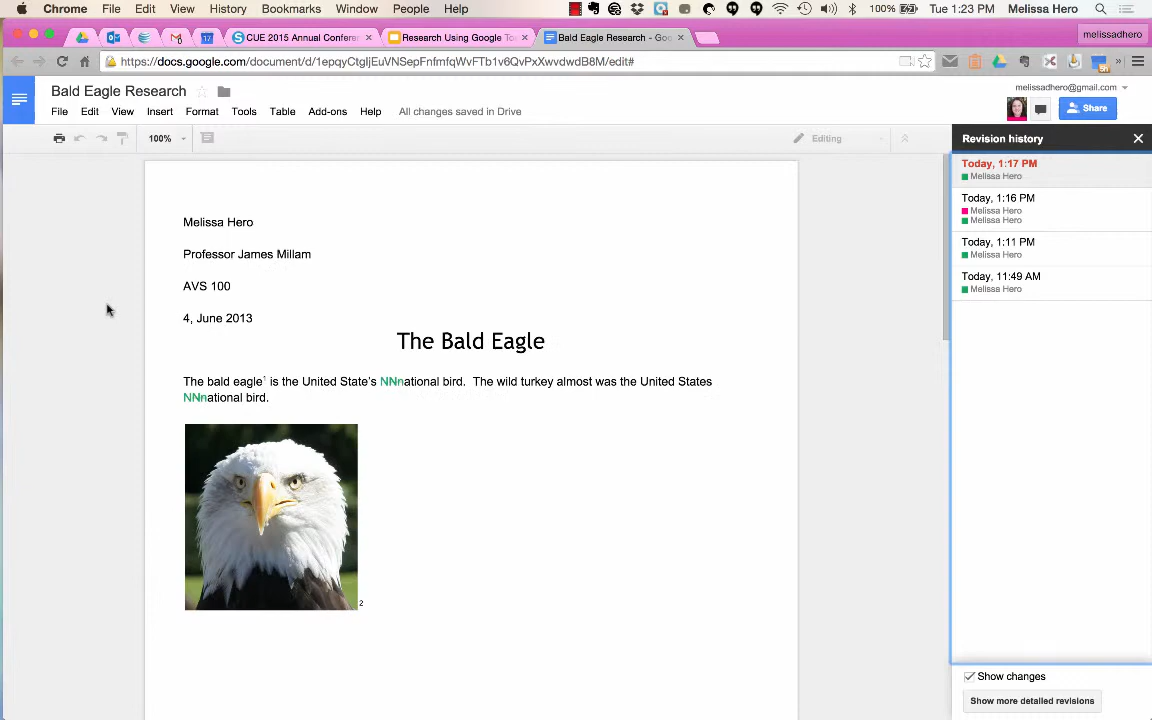 Chrome File Edit View History Bookmarks Window People Help 100% Tue 1:23 PM Melissa Hero
CUE 2015 Annual Conferen Research Using Google To Bald Eagle Research - Goo melissadhero
https://docs.google.com/document/d/1epqyCtgIjEuVNSepFnfmfqWvFTb1v6QvPxXwvdwdB8M/edit#
Bald Eagle Research melissadhero@gmail.com
File Edit View Insert Format Tools Table Add-ons Help All changes saved in Drive Share
100% Editing
Revision history
Today, 1:17 PM
Melissa Hero
Today, 1:16 PM
Melissa Hero
Melissa Hero
Today, 1:11 PM
Melissa Hero
Today, 11:49 AM
Melissa Hero
Melissa Hero
Professor James Millam
AVS 100
4, June 2013
The Bald Eagle
The bald eagle¹ is the United State's NNnational bird. The wild turkey almost was the United States
NNnational bird.
2
Show changes
Show more detailed revisions